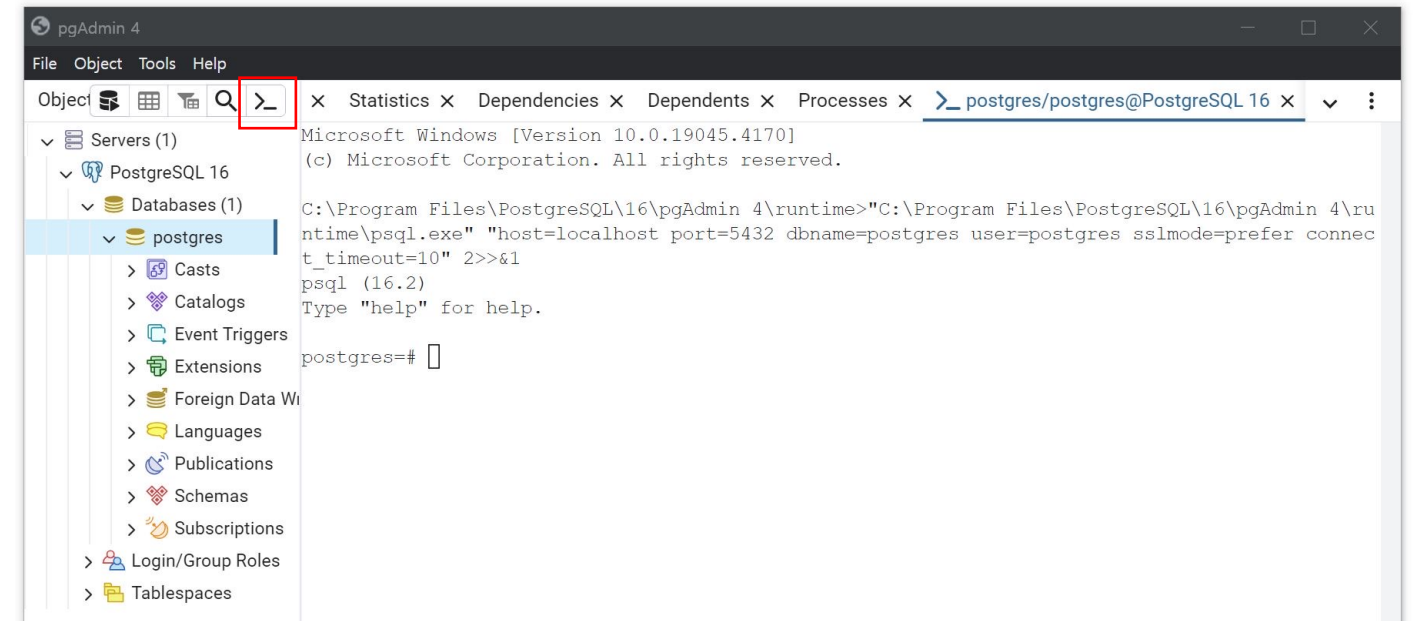 pgAdmin 4
File Object Tools Help
Object
Statistics Dependencies Dependents Processes postgres/postgres@PostgreSQL 16
Servers (1)
PostgreSQL 16
Databases (1)
postgres
Casts
Catalogs
Event Triggers
Extensions
Foreign Data W
Languages
Publications
Schemas
Subscriptions
Login/Group Roles
Tablespaces
Microsoft Windows [Version 10.0.19045.4170]
(c) Microsoft Corporation. All rights reserved.
C:\Program Files\PostgreSQL\16\pgAdmin 4\runtime>"C:\Program Files\PostgreSQL\16\pgAdmin 4\ru
ntime\psql.exe" "host=localhost port=5432 dbname=postgres user=postgres sslmode=prefer connec
t_timeout=10" 2>>&1
psql (16.2)
Type "help" for help.
postgres=#